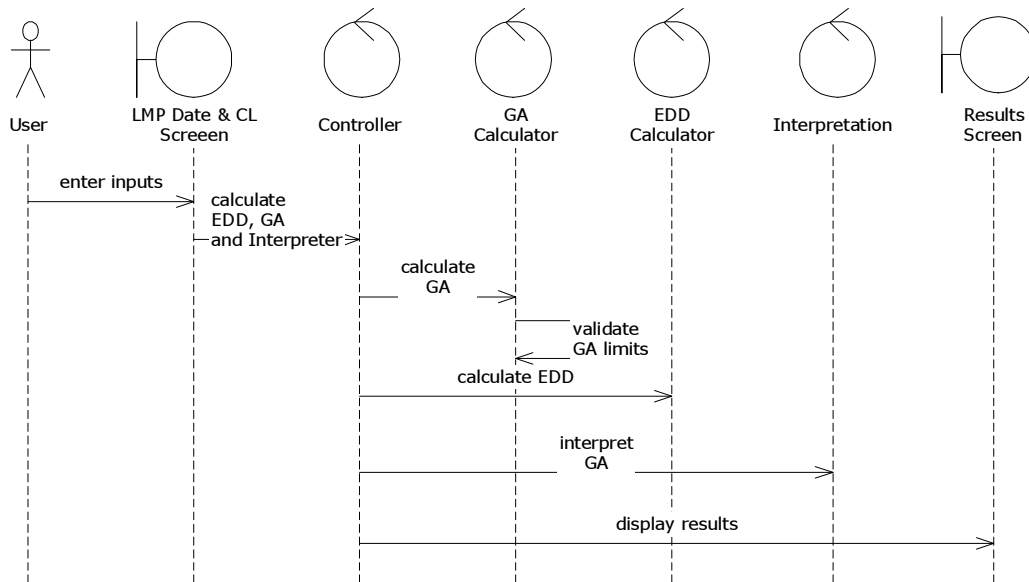 User
LMP Date & CL
Screeen
Controller
GA
Calculator
EDD
Calculator
Interpretation
Results
Screen
enter inputs
calculate
EDD, GA
and Interpreter
calculate
GA
validate
GA limits
calculate EDD
interpret
GA
display results